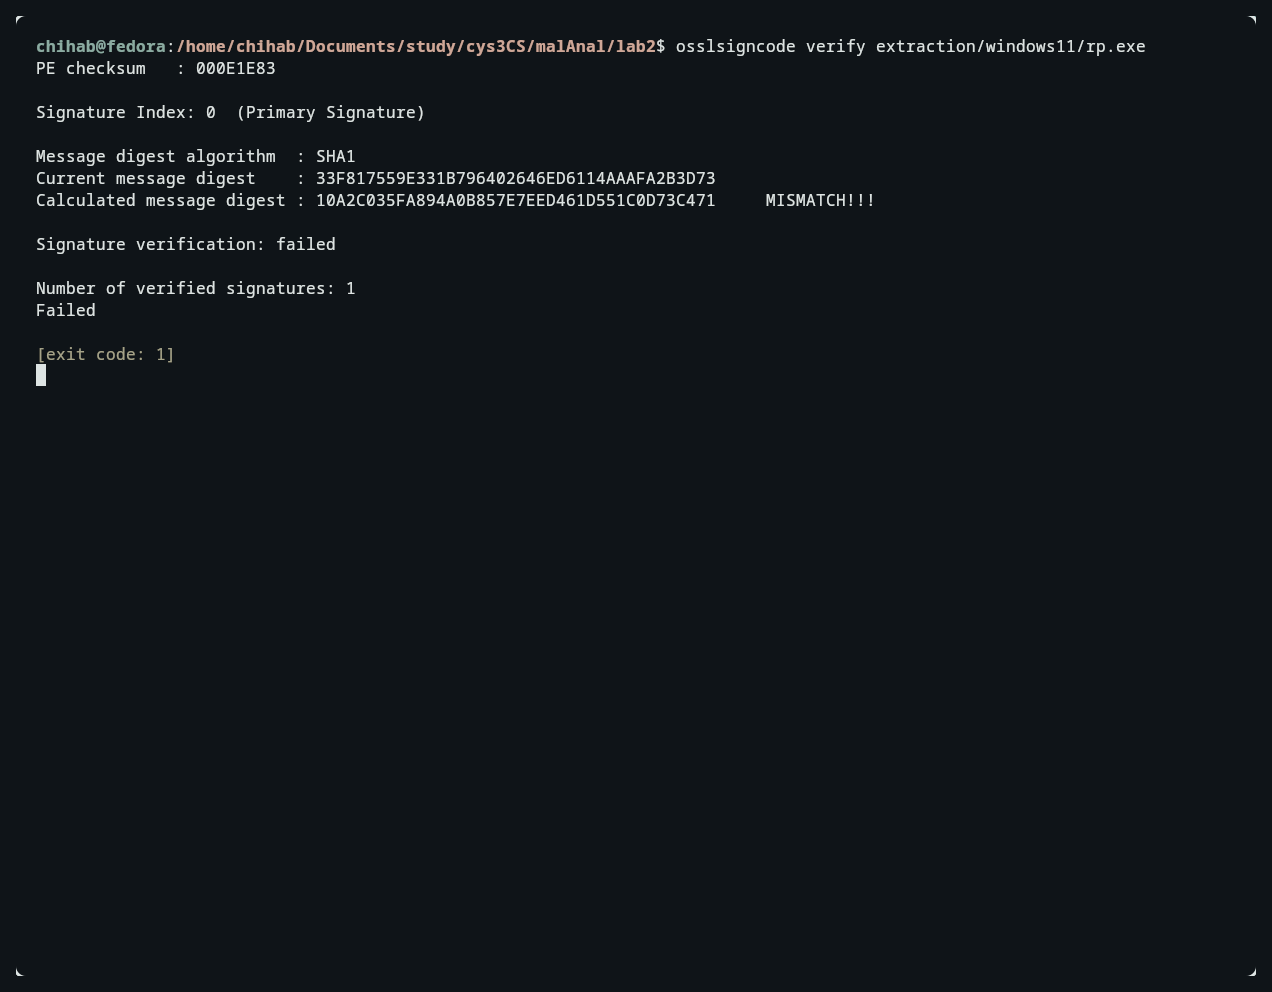 chihab@fedora:/home/chihab/Documents/study/cys3CS/malAnal/lab2$ osslsigncode verify extraction/windows11/rp.exe
PE checksum   : 000E1E83
Signature Index: 0  (Primary Signature)
Message digest algorithm  : SHA1
Current message digest    : 33F817559E331B796402646ED6114AAAFA2B3D73
Calculated message digest : 10A2C035FA894A0B857E7EED461D551C0D73C471     MISMATCH!!!
Signature verification: failed
Number of verified signatures: 1
Failed
[exit code: 1]